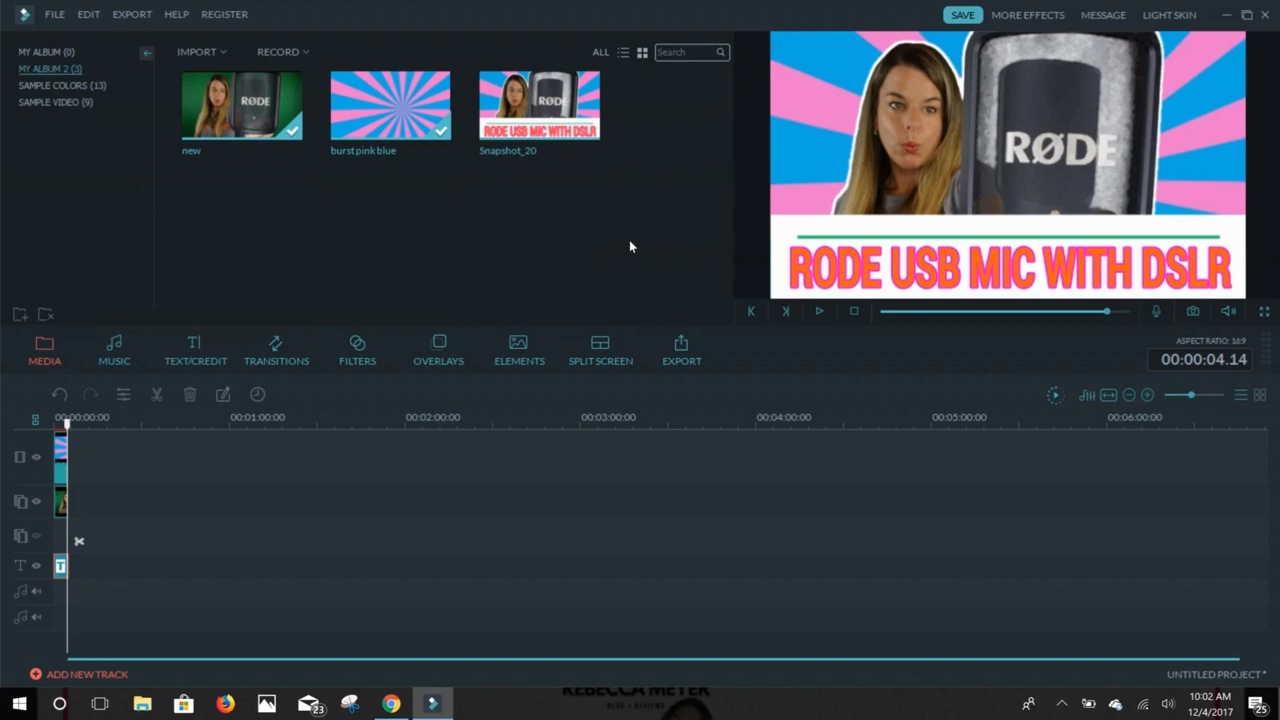 FILE EDIT EXPORT HELP REGISTER SAVE MORE EFFECTS MESSAGE LIGHT SKIN
MY ALBUM (0) IMPORT RECORD ALL Search
MY ALBUM 2 (3)
SAMPLE COLORS (13)
SAMPLE VIDEO (9)
RØDE
RØDE
RODE USB MIC WITH DSLR
new burst pink blue Snapshot_20
RØDE
RODE USB MIC WITH DSLR
MEDIA MUSIC TEXT/CREDIT TRANSITIONS FILTERS OVERLAYS ELEMENTS SPLIT SCREEN EXPORT
ASPECT RATIO: 16:9
00:00:04.14
00:00:00:00 00:01:00:00 00:02:00:00 00:03:00:00 00:04:00:00 00:05:00:00 00:06:00:00
T T
ADD NEW TRACK UNTITLED PROJECT*
REBECCA METER
23
10:02 AM
12/4/2017
25